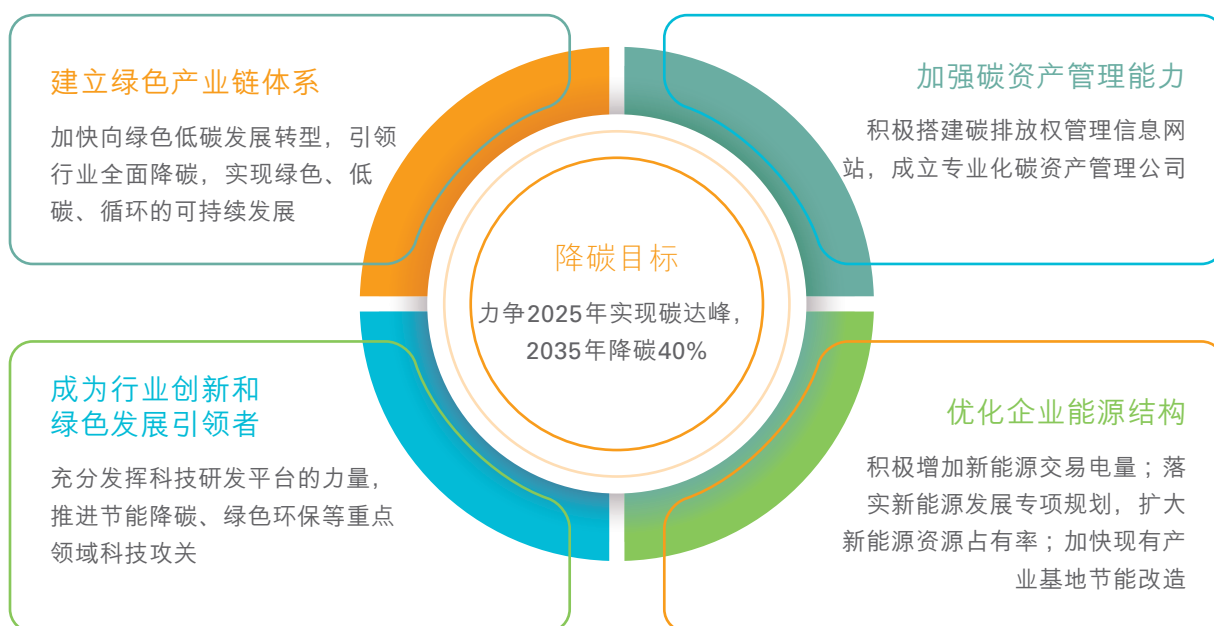 建立绿色产业链体系
加快向绿色低碳发展转型，引领
行业全面降碳，实现绿色、低
碳、循环的可持续发展
加强碳资产管理能力
积极搭建碳排放权管理信息网
站，成立专业化碳资产管理公司
降碳目标
力争2025年实现碳达峰，
2035年降碳40%
成为行业创新和
绿色发展引领者
充分发挥科技研发平台的力量，
推进节能降碳、绿色环保等重点
领域科技攻关
优化企业能源结构
积极增加新能源交易电量；落
实新能源发展专项规划，扩大
新能源资源占有率；加快现有产
业基地节能改造